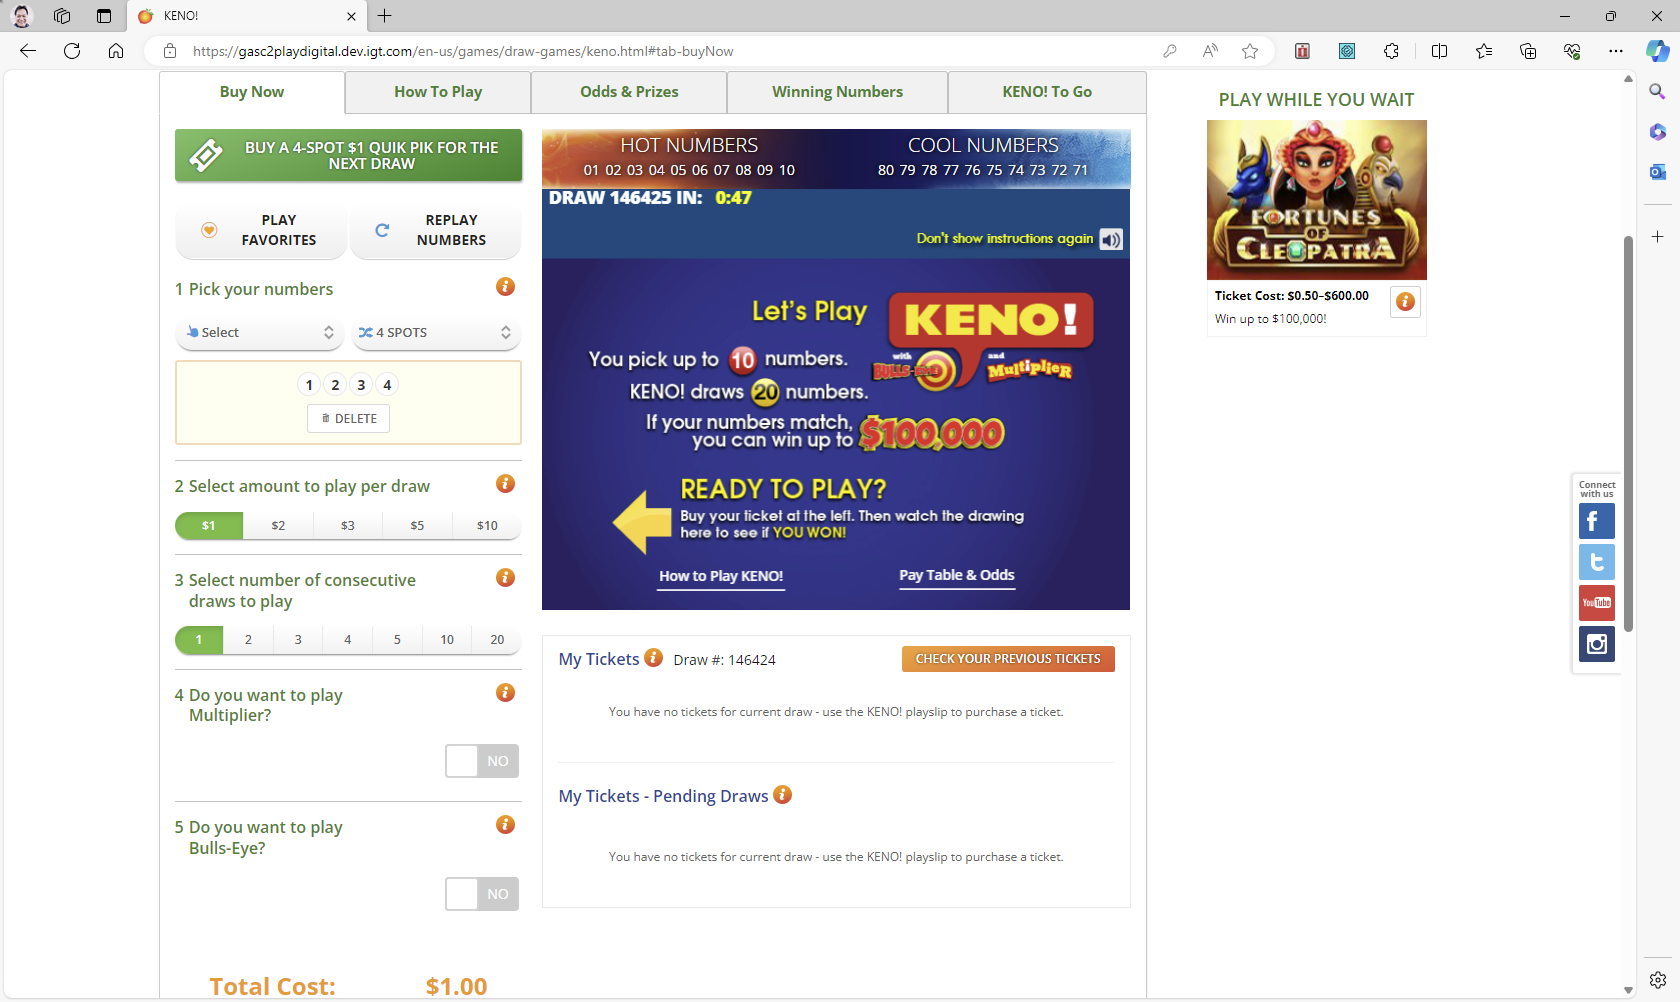 KENO!
https://gasc2playdigital.dev.igt.com/en-us/games/draw-games/keno.html#tab-buyNow
Buy Now
How To Play
Odds & Prizes
Winning Numbers
KENO! To Go
BUY A 4-SPOT $1 QUIK PIK FOR THE
NEXT DRAW
PLAY
FAVORITES
REPLAY
NUMBERS
1 Pick your numbers
Select
4 SPOTS
1 2 3 4
DELETE
2 Select amount to play per draw
$1 $2 $3 $5 $10
3 Select number of consecutive
draws to play
1 2 3 4 5 10 20
4 Do you want to play
Multiplier?
NO
5 Do you want to play
Bulls-Eye?
NO
Total Cost: $1.00
HOT NUMBERS
01 02 03 04 05 06 07 08 09 10
COOL NUMBERS
80 79 78 77 76 75 74 73 72 71
DRAW 146425 IN: 0:47
Don't show instructions again
Let's Play
KENO!
with
BULLS-EYE
and
Multiplier
You pick up to 10 numbers.
KENO! draws 20 numbers.
If your numbers match,
you can win up to $100,000
READY TO PLAY?
Buy your ticket at the left. Then watch the drawing
here to see if YOU WON!
How to Play KENO!
Pay Table & Odds
My Tickets
Draw #: 146424
CHECK YOUR PREVIOUS TICKETS
You have no tickets for current draw - use the KENO! playslip to purchase a ticket.
My Tickets - Pending Draws
You have no tickets for current draw - use the KENO! playslip to purchase a ticket.
PLAY WHILE YOU WAIT
FORTUNES
OF
CLEOPATRA
Ticket Cost: $0.50–$600.00
Win up to $100,000!
Connect
with us
YouTube